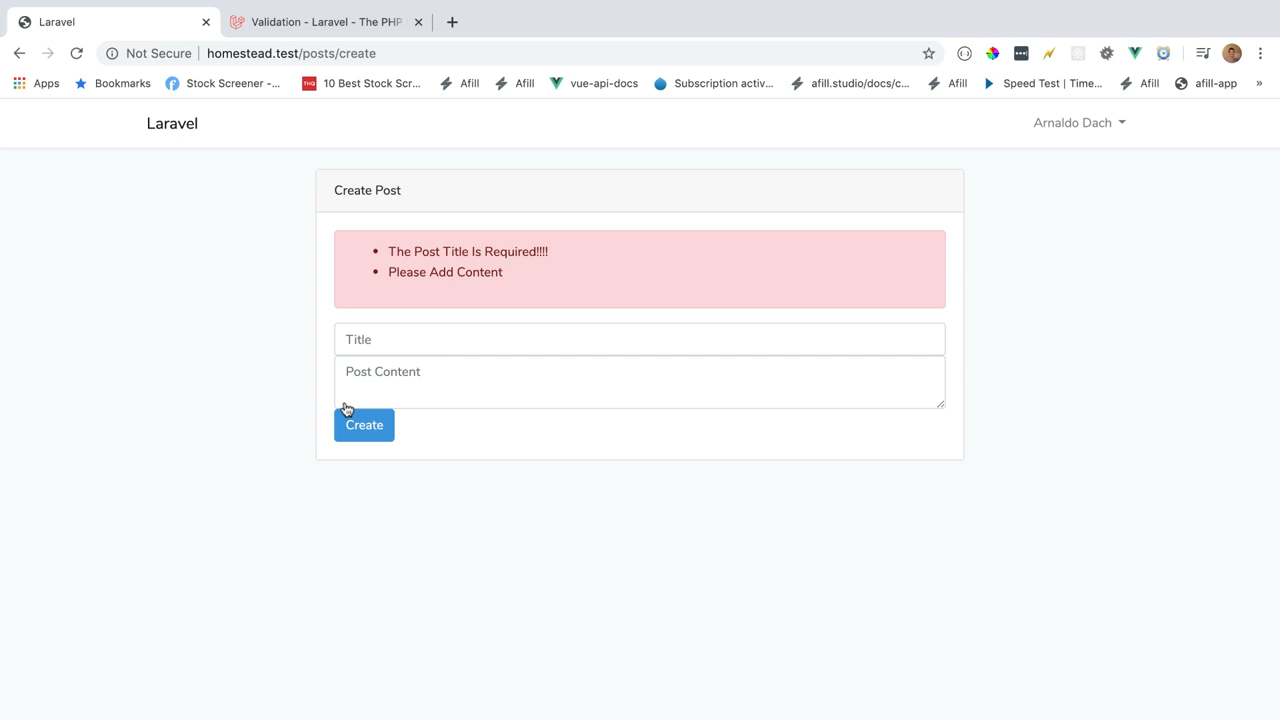 Laravel
Validation - Laravel - The PHP
Not Secure homestead.test/posts/create
Apps Bookmarks Stock Screener -... THQ 10 Best Stock Scr... Afill Afill vue-api-docs Subscription activ... afill.studio/docs/c... Afill Speed Test | Time... Afill afill-app »
Laravel Arnaldo Dach
Create Post
• The Post Title Is Required!!!!
• Please Add Content
Title
Post Content
Create